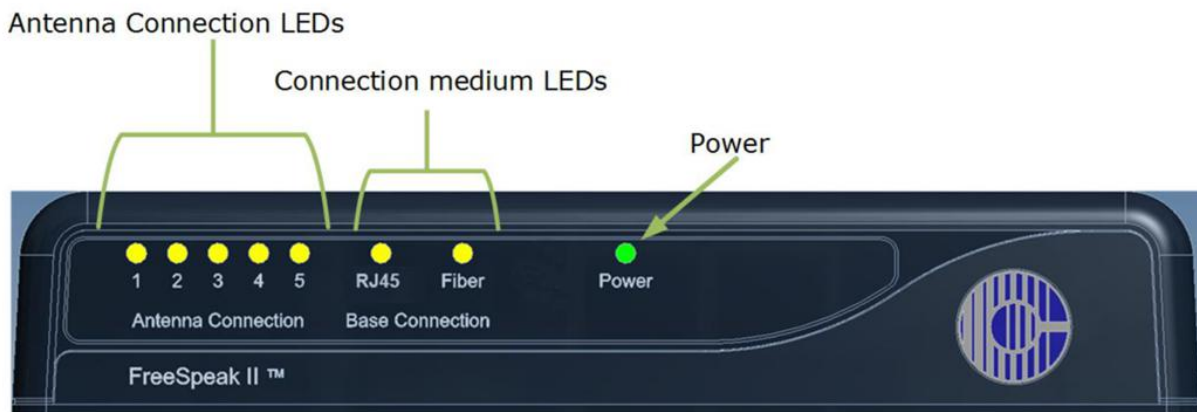 Antenna Connection LEDs
Connection medium LEDs
Power
1 2 3 4 5 RJ45 Fiber Power
Antenna Connection Base Connection
FreeSpeak II ™